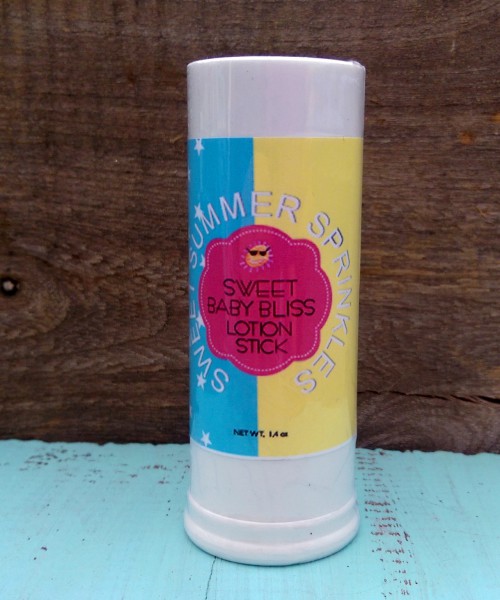 SWEET SUMMER SPRINKLES
SWEET
BABY BLISS
LOTION
STICK
NET WT, 1.4 oz